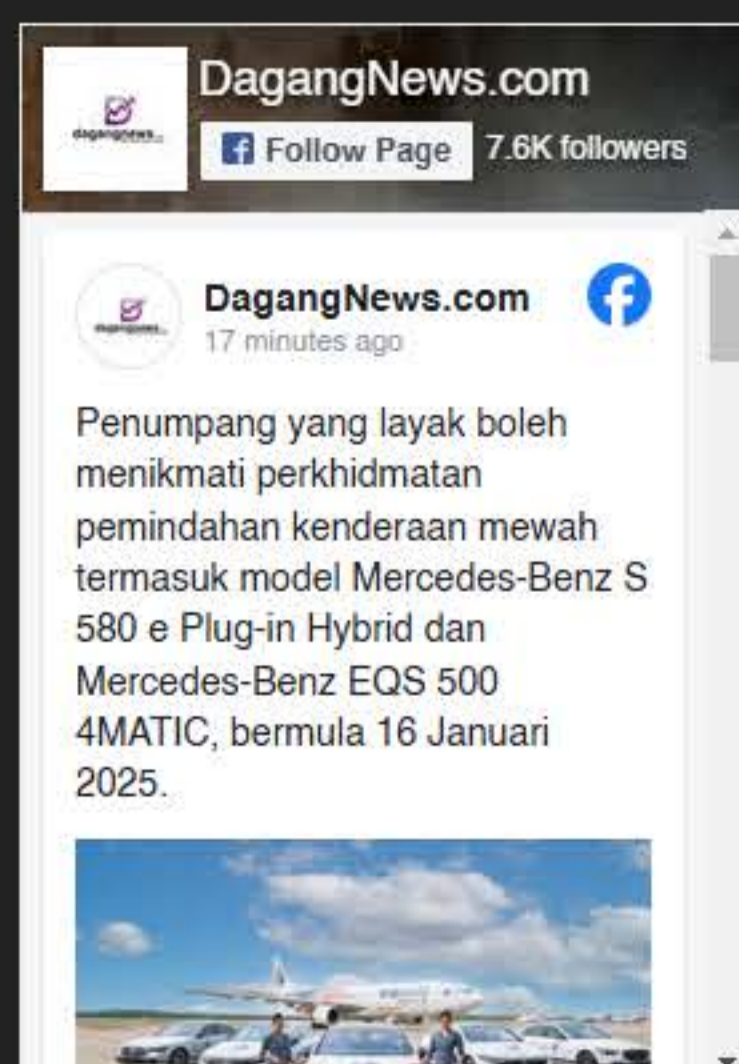 DagangNews.com
dagangnews
Follow Page
7.6K followers
DagangNews.com
17 minutes ago
Penumpang yang layak boleh
menikmati perkhidmatan
pemindahan kenderaan mewah
termasuk model Mercedes-Benz S
580 e Plug-in Hybrid dan
Mercedes-Benz EQS 500
4MATIC, bermula 16 Januari
2025.